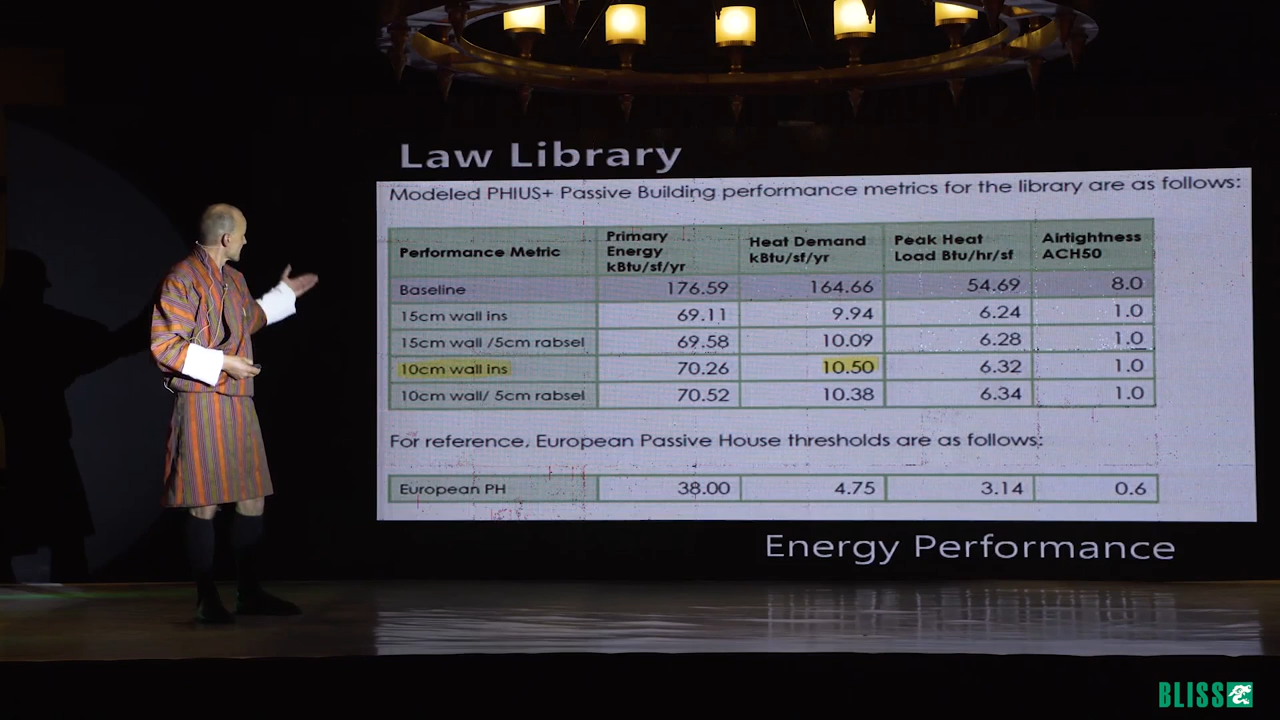 Law Library
Modeled PHIUS+ Passive Building performance metrics for the library are as follows:
Performance Metric Primary Energy kBtu/sf/yr Heat Demand kBtu/sf/yr Peak Heat Load Btu/hr/sf Airtightness ACH50
Baseline 176.59 164.66 54.69 8.0
15cm wall ins 69.11 9.94 6.24 1.0
15cm wall /5cm rabsel 69.58 10.09 6.28 1.0
10cm wall ins 70.26 10.50 6.32 1.0
10cm wall/ 5cm rabsel 70.52 10.38 6.34 1.0
For reference, European Passive House thresholds are as follows:
European PH 38.00 4.75 3.14 0.6
Energy Performance
BLISS